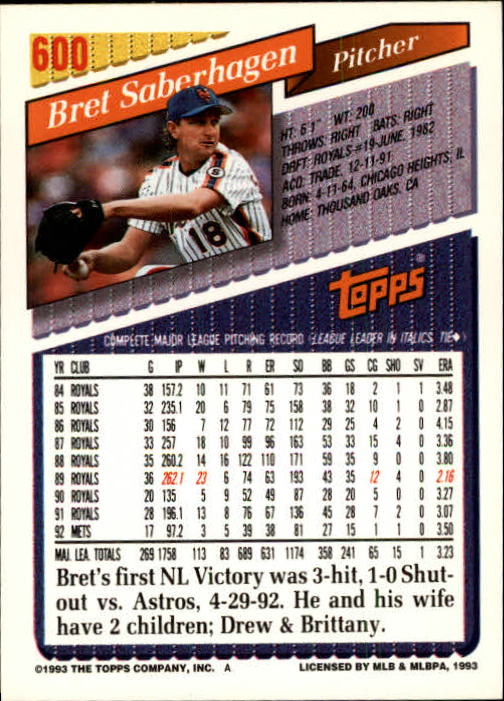 600
Bret Saberhagen
Pitcher
HT: 6'1" WT: 200
THROWS: RIGHT BATS: RIGHT
DRFT: ROYALS #19-JUNE, 1982
ACQ: TRADE, 12-11-91
BORN: 4-11-64, CHICAGO HEIGHTS, IL
HOME: THOUSAND OAKS, CA
18
TOPPS®
COMPLETE MAJOR LEAGUE PITCHING RECORD (LEAGUE LEADER IN ITALICS, TIE◆)
YR CLUB G IP W L R ER SO BB GS CG SHO SV ERA
84 ROYALS 38 157.2 10 11 71 61 73 36 18 2 1 1 3.48
85 ROYALS 32 235.1 20 6 79 75 158 38 32 10 1 0 2.87
86 ROYALS 30 156 7 12 77 72 112 29 25 4 2 0 4.15
87 ROYALS 33 257 18 10 99 96 163 53 33 15 4 0 3.36
88 ROYALS 35 260.2 14 16 122 110 171 59 35 9 0 0 3.80
89 ROYALS 36 262.1 23 6 74 63 193 43 35 12 4 0 2.16
90 ROYALS 20 135 5 9 52 49 87 28 20 5 0 0 3.27
91 ROYALS 28 196.1 13 8 76 67 136 45 28 7 2 0 3.07
92 METS 17 97.2 3 5 39 38 81 27 15 1 1 0 3.50
MAJ. LEA. TOTALS 269 1758 113 83 689 631 1174 358 241 65 15 1 3.23
Bret's first NL Victory was 3-hit, 1-0 Shut-
out vs. Astros, 4-29-92. He and his wife
have 2 children; Drew & Brittany.
©1993 THE TOPPS COMPANY, INC. A LICENSED BY MLB & MLBPA, 1993